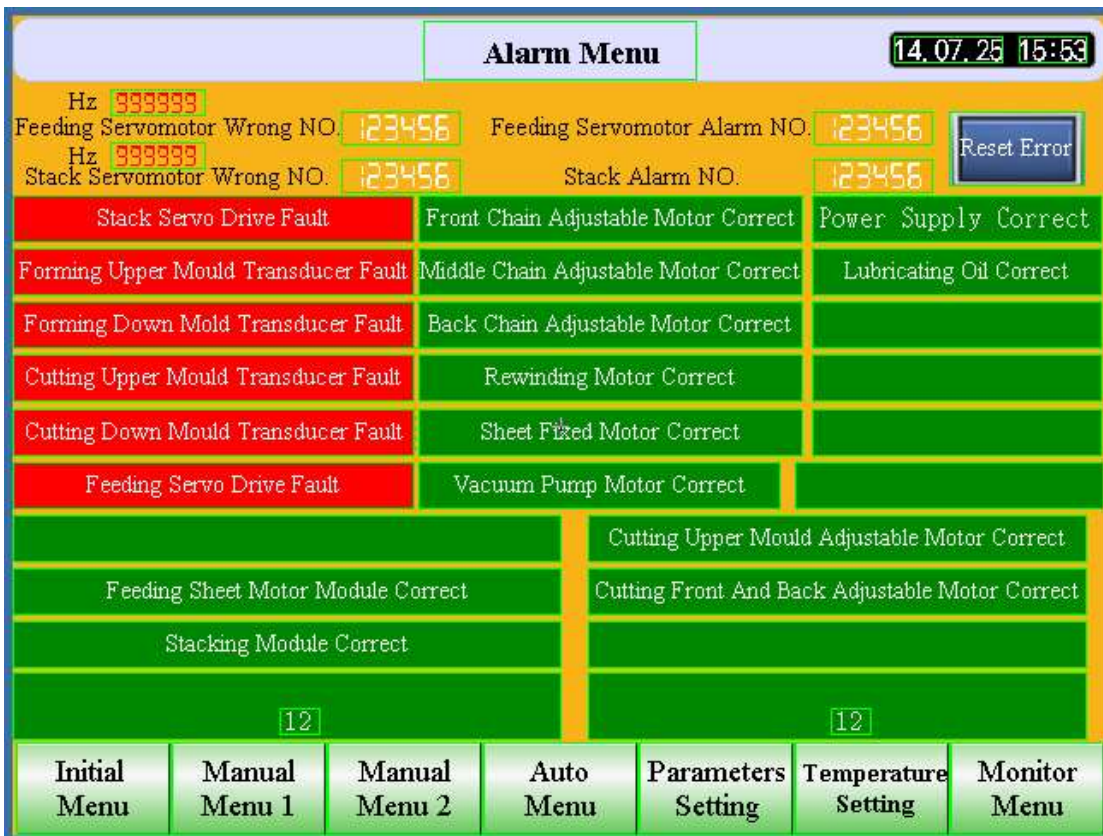 Alarm Menu
14.07.25 15:53
Hz 999999
Feeding Servomotor Wrong NO. 123456 Feeding Servomotor Alarm NO. 123456
Reset Error
Hz 999999
Stack Servomotor Wrong NO. 123456 Stack Alarm NO. 123456
Stack Servo Drive Fault Front Chain Adjustable Motor Correct Power Supply Correct
Forming Upper Mould Transducer Fault Middle Chain Adjustable Motor Correct Lubricating Oil Correct
Forming Down Mold Transducer Fault Back Chain Adjustable Motor Correct
Cutting Upper Mould Transducer Fault Rewinding Motor Correct
Cutting Down Mould Transducer Fault Sheet Fixed Motor Correct
Feeding Servo Drive Fault Vacuum Pump Motor Correct
Cutting Upper Mould Adjustable Motor Correct
Feeding Sheet Motor Module Correct Cutting Front And Back Adjustable Motor Correct
Stacking Module Correct
12 12
Initial Manual Manual Auto Parameters Temperature Monitor
Menu Menu 1 Menu 2 Menu Setting Setting Menu